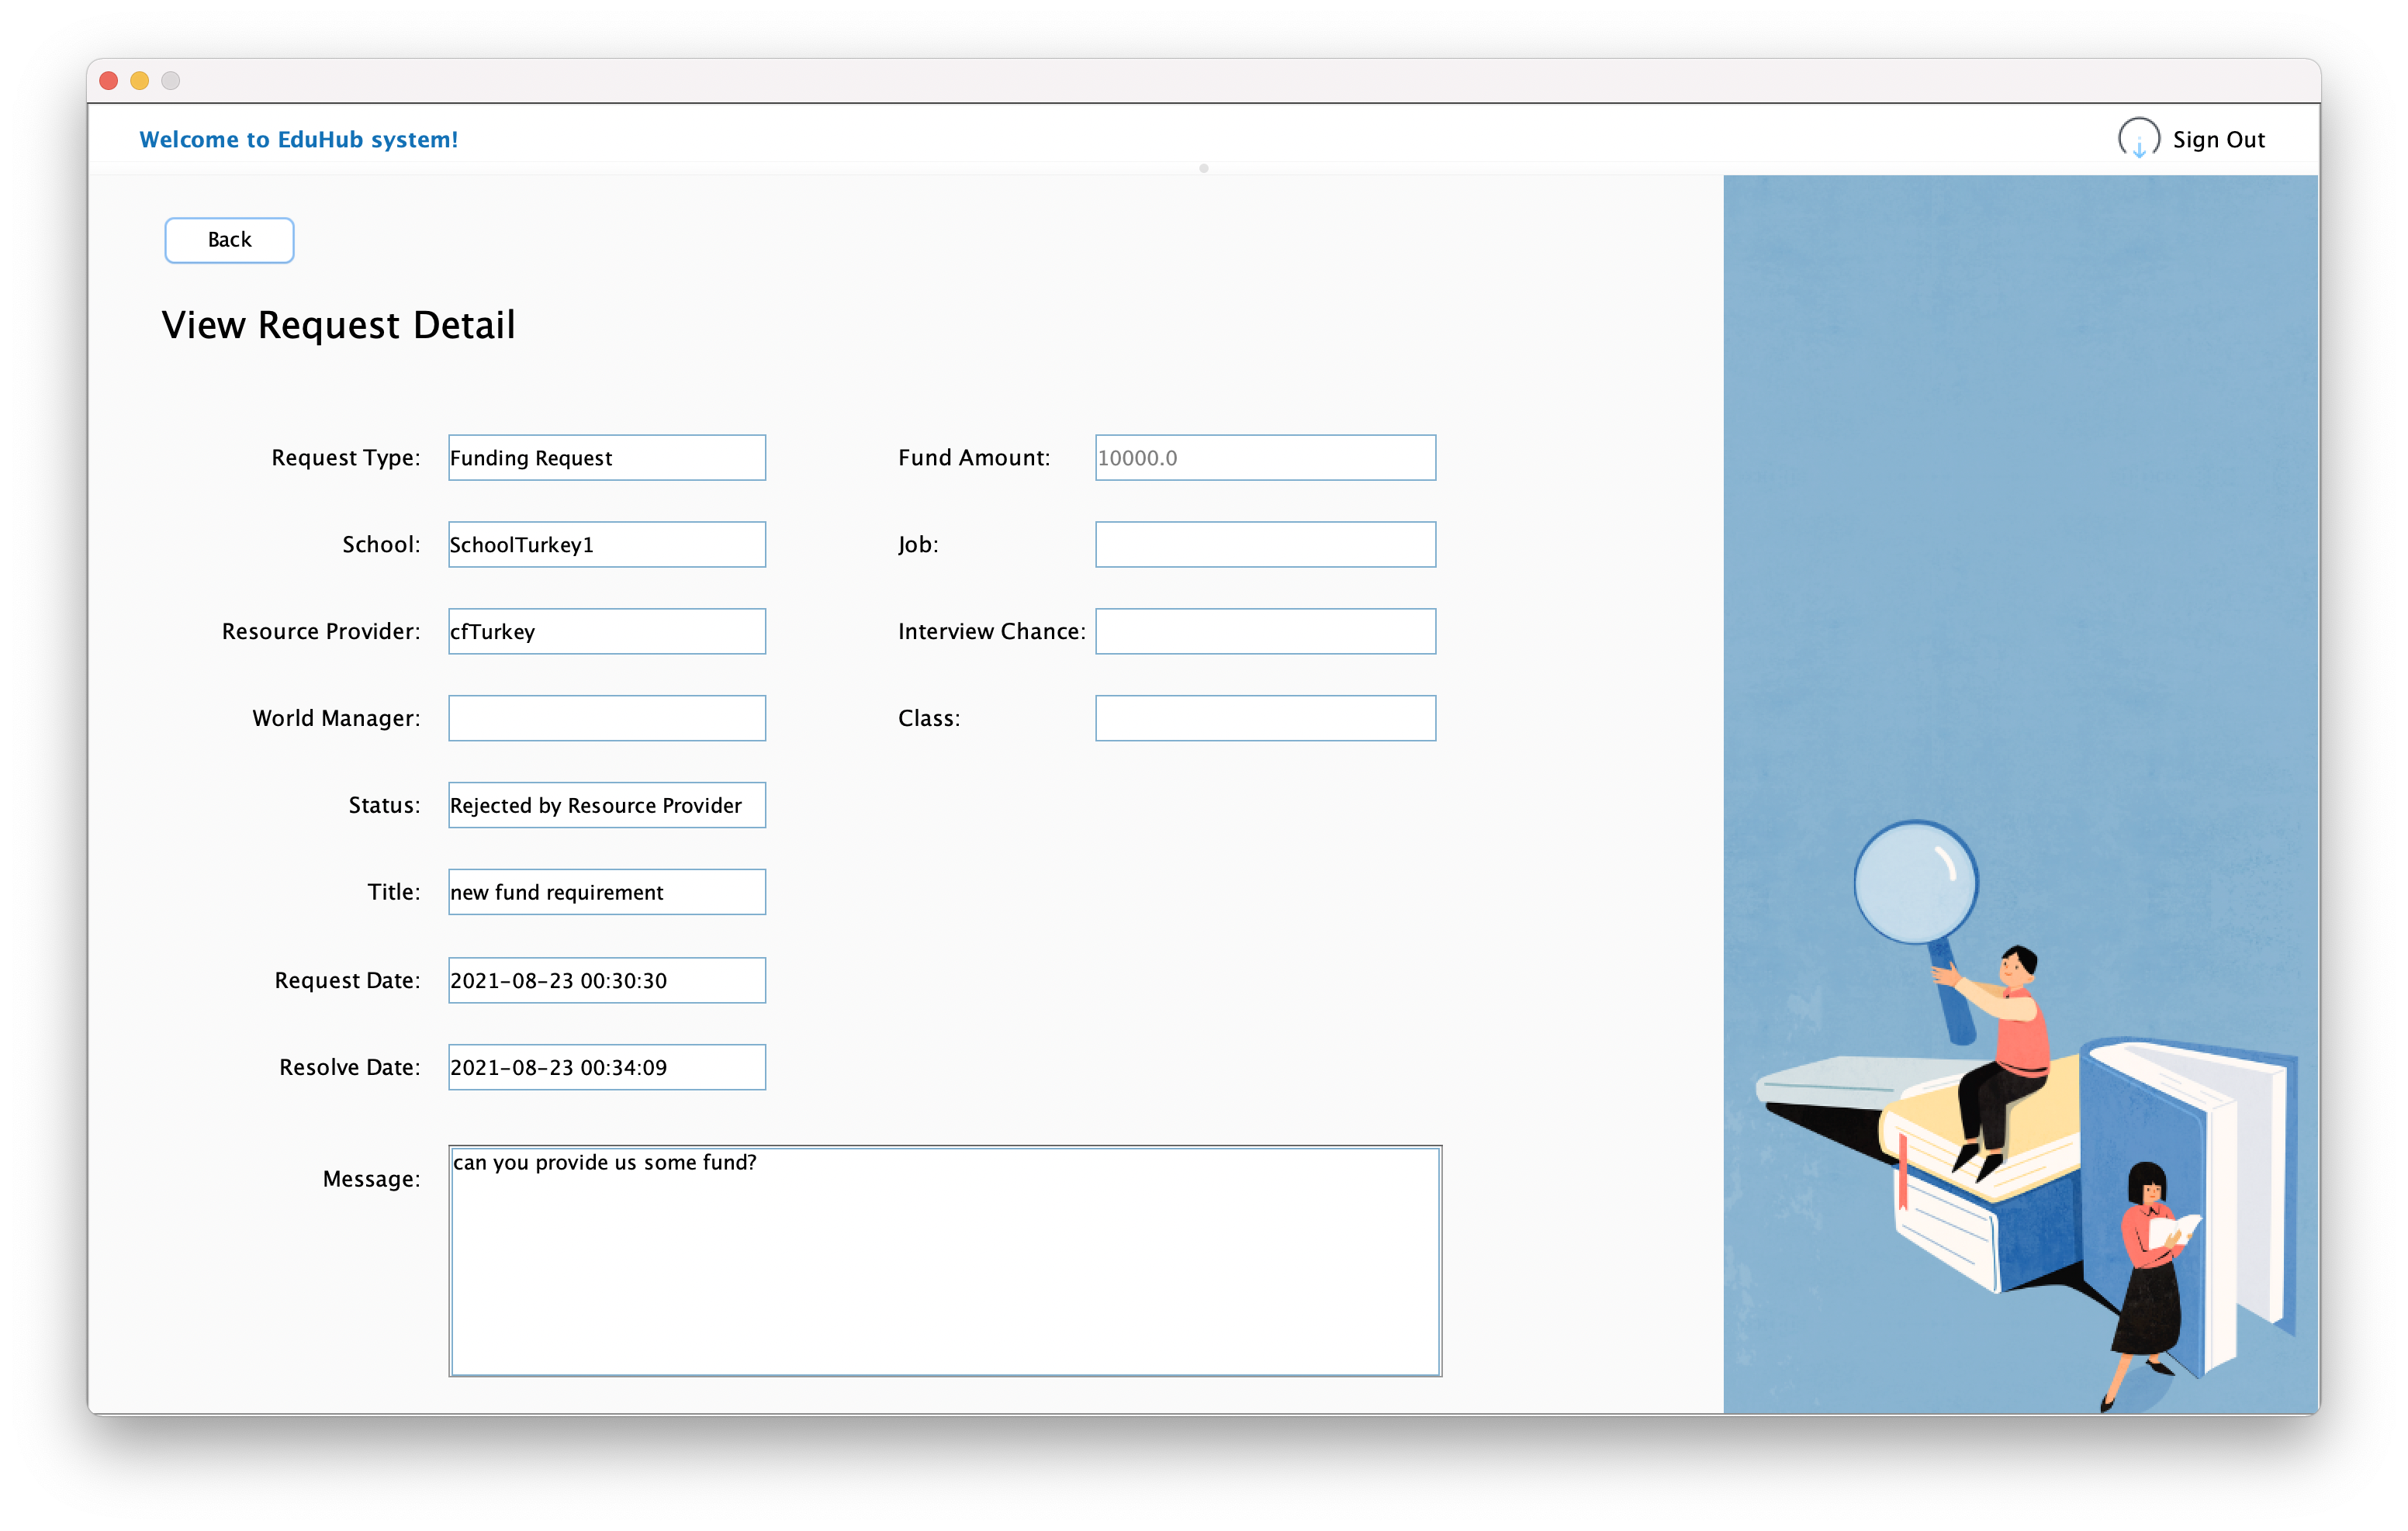 Welcome to EduHub system!
Sign Out
Back
View Request Detail
Request Type: Funding Request
Fund Amount: 10000.0
School: SchoolTurkey1
Job:
Resource Provider: cfTurkey
Interview Chance:
World Manager:
Class:
Status: Rejected by Resource Provider
Title: new fund requirement
Request Date: 2021-08-23 00:30:30
Resolve Date: 2021-08-23 00:34:09
Message: can you provide us some fund?